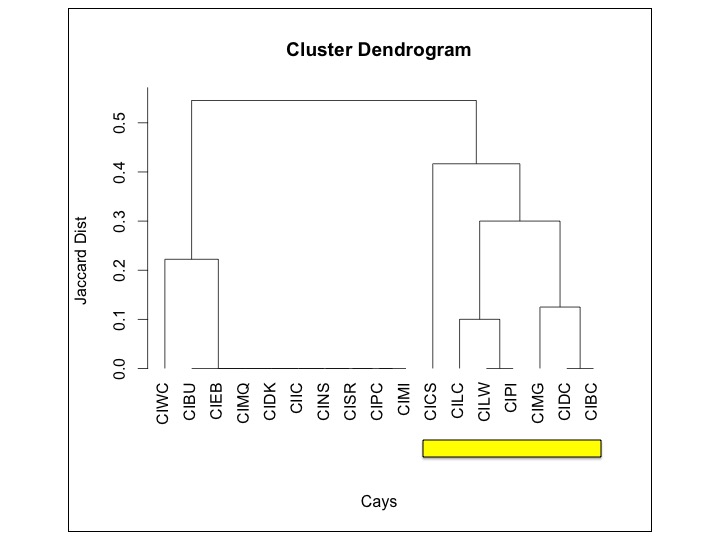 Cluster Dendrogram
Jaccard Dist
0.5
0.4
0.3
0.2
0.1
0.0
CIWC
CIBU
CIEB
CIMQ
CIDK
CIIC
CINS
CISR
CIPC
CIMI
CICS
CILC
CILW
CIPI
CIMG
CIDC
CIBC
Cays